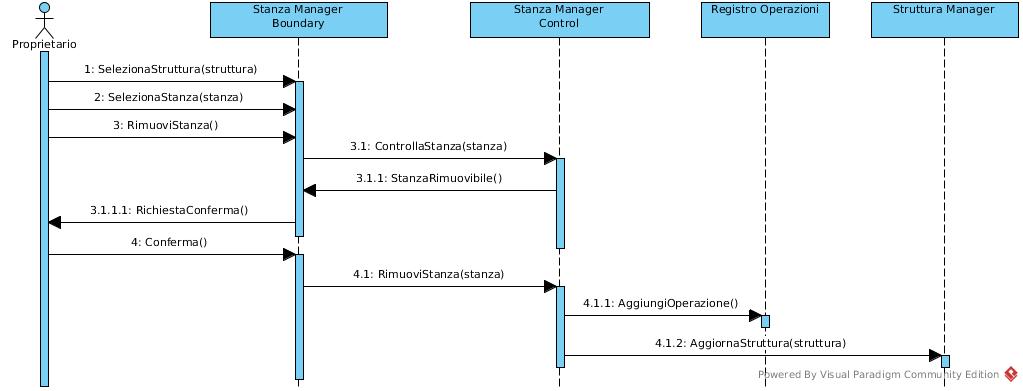 Stanza Manager
Boundary
Stanza Manager
Control
Registro Operazioni
Struttura Manager
Proprietario
1: SelezionaStruttura(struttura)
2: SelezionaStanza(stanza)
3: RimuoviStanza()
3.1: ControllaStanza(stanza)
3.1.1: StanzaRimuovibile()
3.1.1.1: RichiestaConferma()
4: Conferma()
4.1: RimuoviStanza(stanza)
4.1.1: AggiungiOperazione()
4.1.2: AggiornaStruttura(struttura)
Powered By Visual Paradigm Community Edition